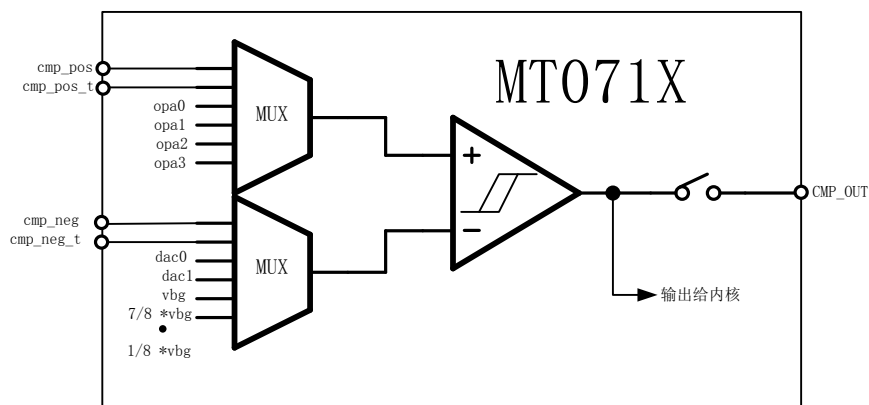 MT071X
cmp_pos
cmp_pos_t
opa0
opa1
opa2
opa3
MUX
+
−
CMP_OUT
cmp_neg
cmp_neg_t
dac0
dac1
vbg
7/8 *vbg
1/8 *vbg
MUX
输出给内核